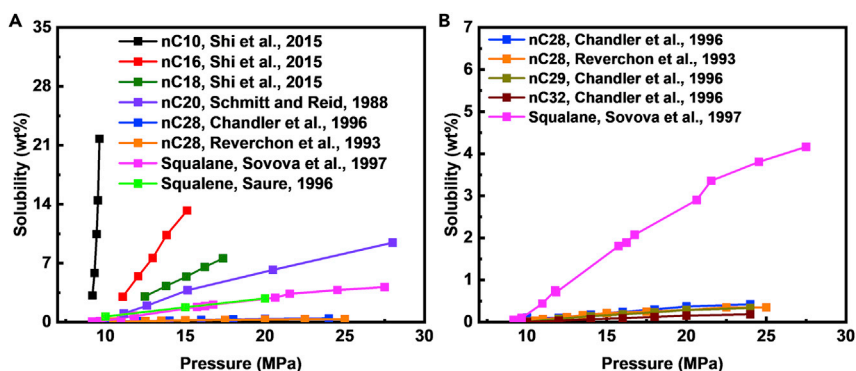 A
Solubility (wt%)
35
28
21
14
7
0
nC10, Shi et al., 2015
nC16, Shi et al., 2015
nC18, Shi et al., 2015
nC20, Schmitt and Reid, 1988
nC28, Chandler et al., 1996
nC28, Reverchon et al., 1993
Squalane, Sovova et al., 1997
Squalene, Saure, 1996
5 10 15 20 25 30
Pressure (MPa)
B
Solubility (wt%)
7
6
5
4
3
2
1
0
nC28, Chandler et al., 1996
nC28, Reverchon et al., 1993
nC29, Chandler et al., 1996
nC32, Chandler et al., 1996
Squalane, Sovova et al., 1997
5 10 15 20 25 30
Pressure (MPa)